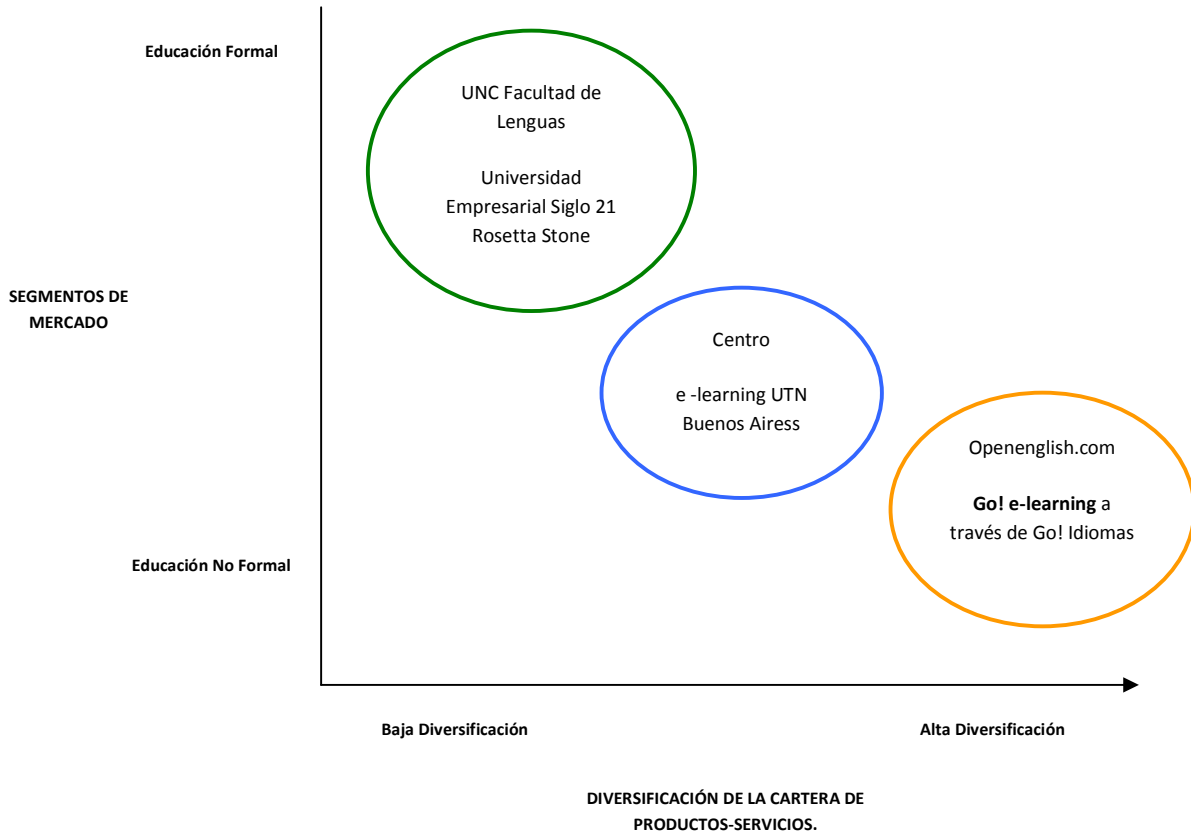 Educación Formal
UNC Facultad de
Lenguas
Universidad
Empresarial Siglo 21
Rosetta Stone
SEGMENTOS DE
MERCADO
Centro
e -learning UTN
Buenos Airess
Openenglish.com
Go! e-learning a
través de Go! Idiomas
Educación No Formal
Baja Diversificación
Alta Diversificación
DIVERSIFICACIÓN DE LA CARTERA DE
PRODUCTOS-SERVICIOS.